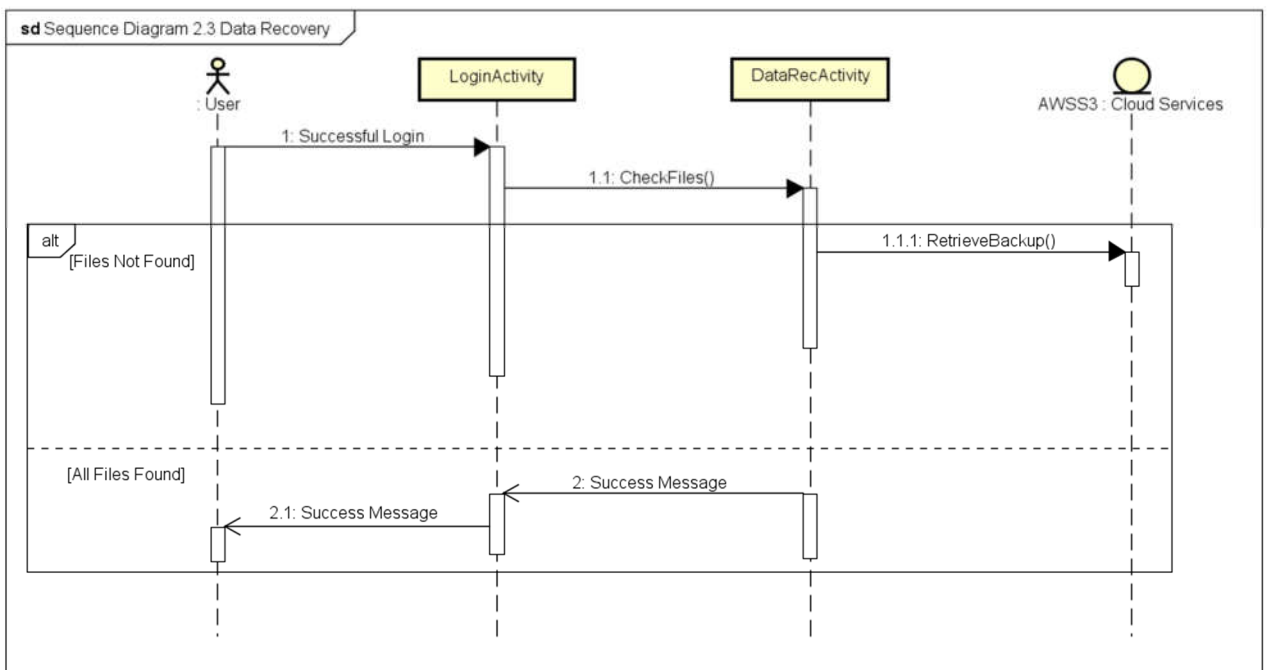 sd Sequence Diagram 2.3 Data Recovery
: User
LoginActivity
DataRecActivity
AWSS3 : Cloud Services
1: Successful Login
1.1: CheckFiles()
alt
[Files Not Found]
1.1.1: RetrieveBackup()
[All Files Found]
2: Success Message
2.1: Success Message